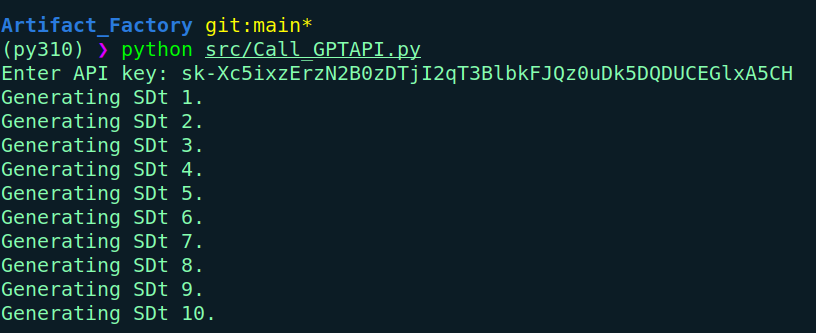 Artifact_Factory git:main*
(py310) ❯ python src/Call_GPTAPI.py
Enter API key: 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
Generating SDt 1.
Generating SDt 2.
Generating SDt 3.
Generating SDt 4.
Generating SDt 5.
Generating SDt 6.
Generating SDt 7.
Generating SDt 8.
Generating SDt 9.
Generating SDt 10.